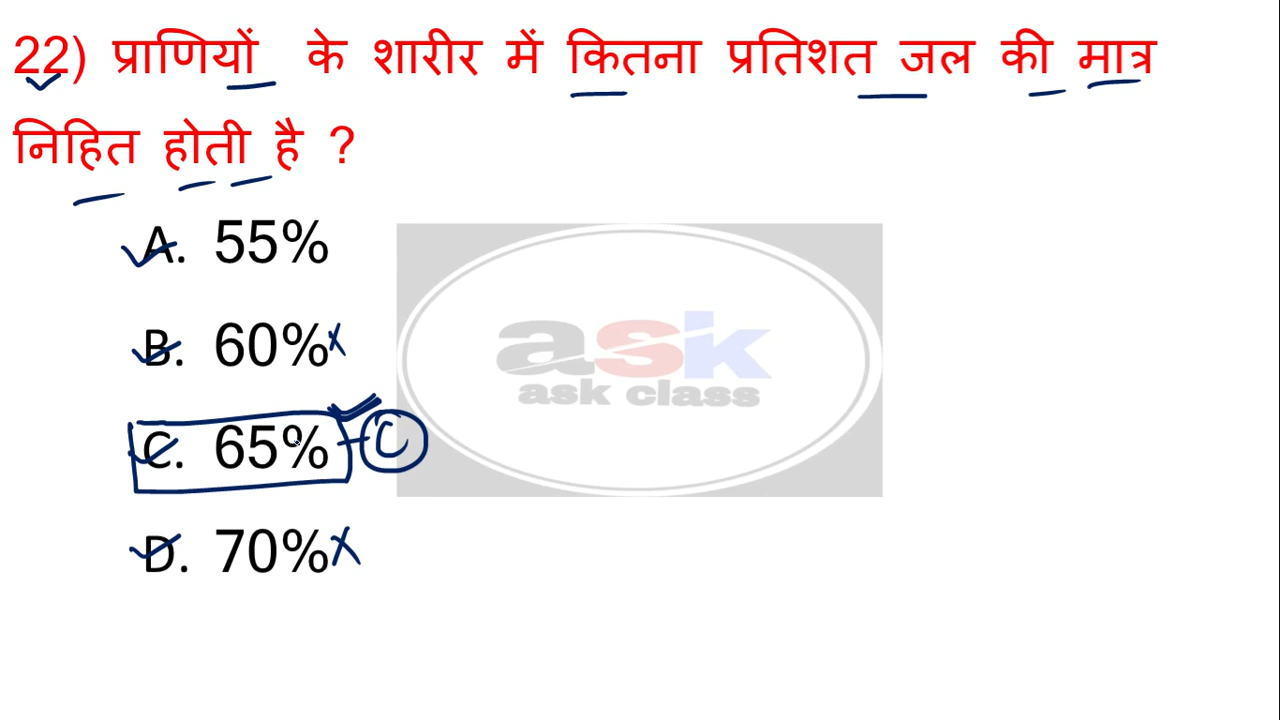 22) प्राणियों के शारीर में कितना प्रतिशत जल की मात्र
निहित होती है ?
A. 55%
B. 60% x
C. 65% - C
D. 70% x
ask
ask class